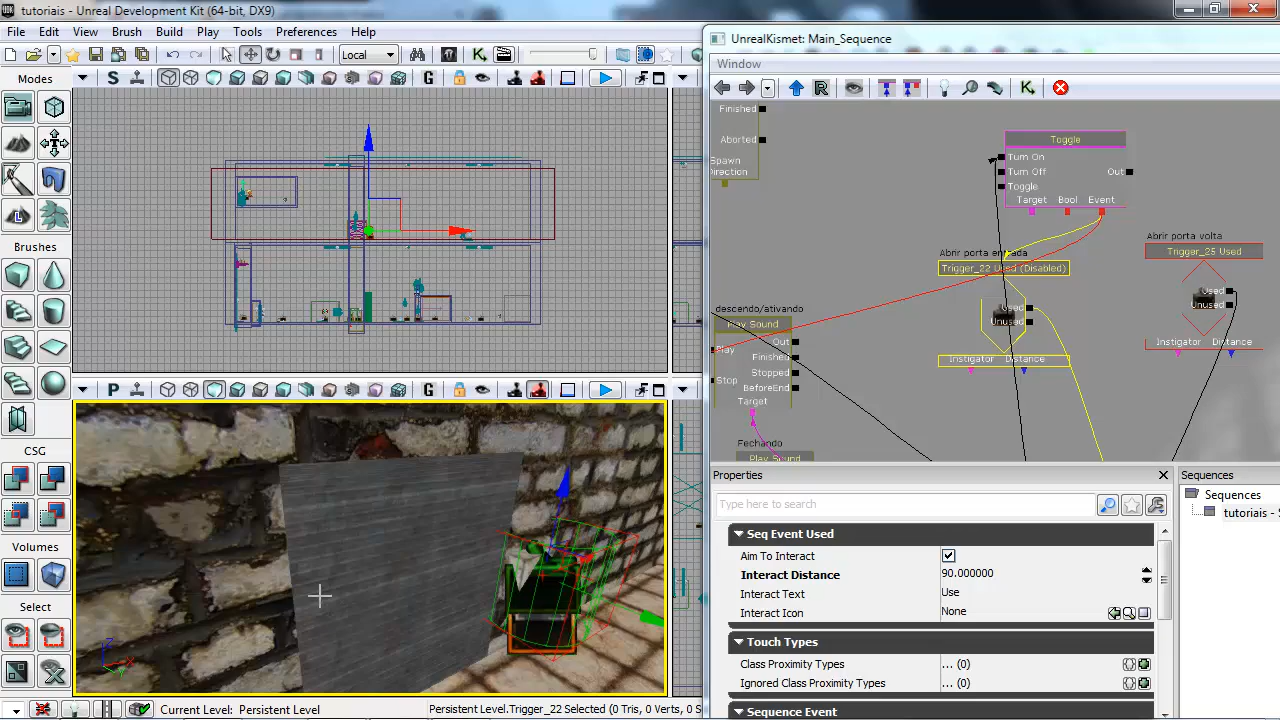 tutoriais - Unreal Development Kit (64-bit, DX9)
File Edit View Brush Build Play Tools Preferences Help
Local
Modes
S
G
Brushes
CSG
Volumes
Select
P
G
Current Level: Persistent Level
Persistent Level.Trigger_22 Selected (0 Tris, 0 Verts, 0 S
UnrealKismet: Main_Sequence
Window
R
K
Finished
Aborted
Spawn
Direction
Toggle
Turn On
Turn Off
Toggle
Out
Target Bool Event
Abrir porta entrada
Trigger_22 Used (Disabled)
Used
Unused
Instigator Distance
Abrir porta volta
Trigger_25 Used
Used
Unused
Instigator Distance
descendo/ativando
Play Sound
Play
Out
Finished
Stop
Stopped
BeforeEnd
Target
Fechando
Play Sound
Properties
Type here to search
Seq Event Used
Aim To Interact
Interact Distance 90.000000
Interact Text Use
Interact Icon None
Touch Types
Class Proximity Types ... (0)
Ignored Class Proximity Types ... (0)
Sequence Event
Sequences
Sequences
tutoriais - S